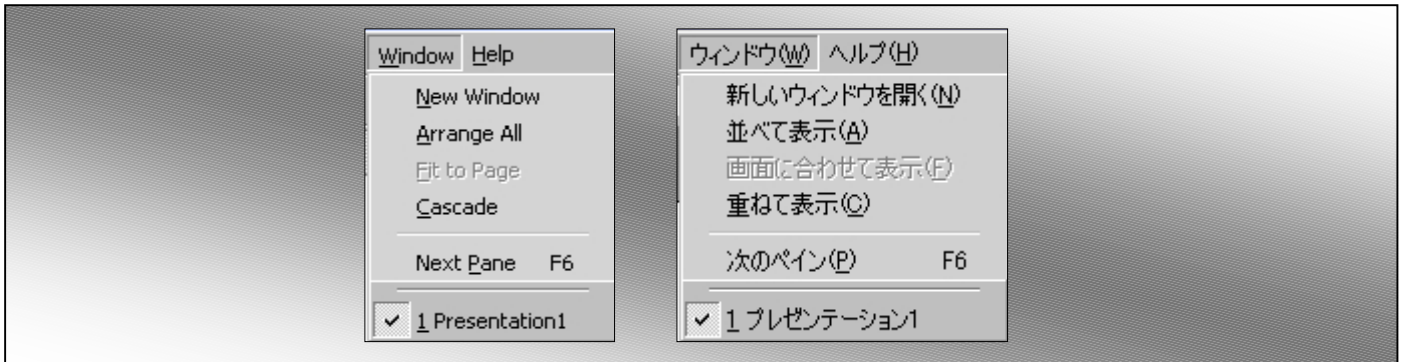 Window Help
New Window
Arrange All
Fit to Page
Cascade
Next Pane F6
1 Presentation1
ウィンドウ(W) ヘルプ(H)
新しいウィンドウを開く(N)
並べて表示(A)
画面に合わせて表示(F)
重ねて表示(C)
次のペイン(P) F6
1 プレゼンテーション1